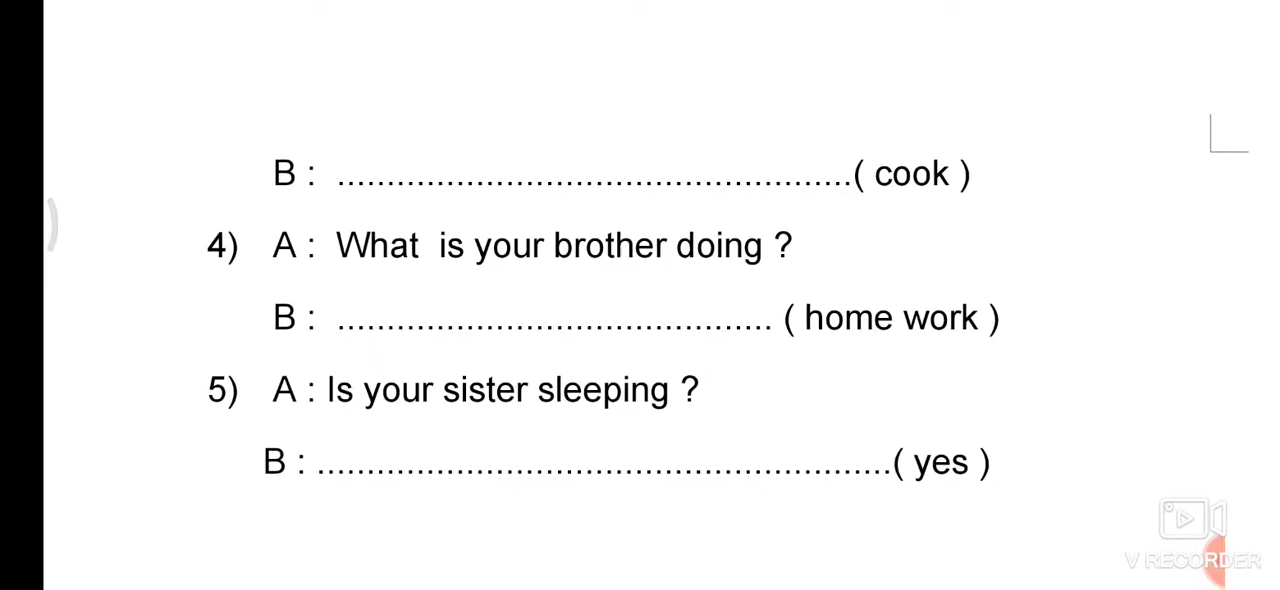 B : ....................................................( cook )
4) A : What is your brother doing ?
B : ............................................ ( home work )
5) A : Is your sister sleeping ?
B : ..........................................................( yes )
V RECORDER